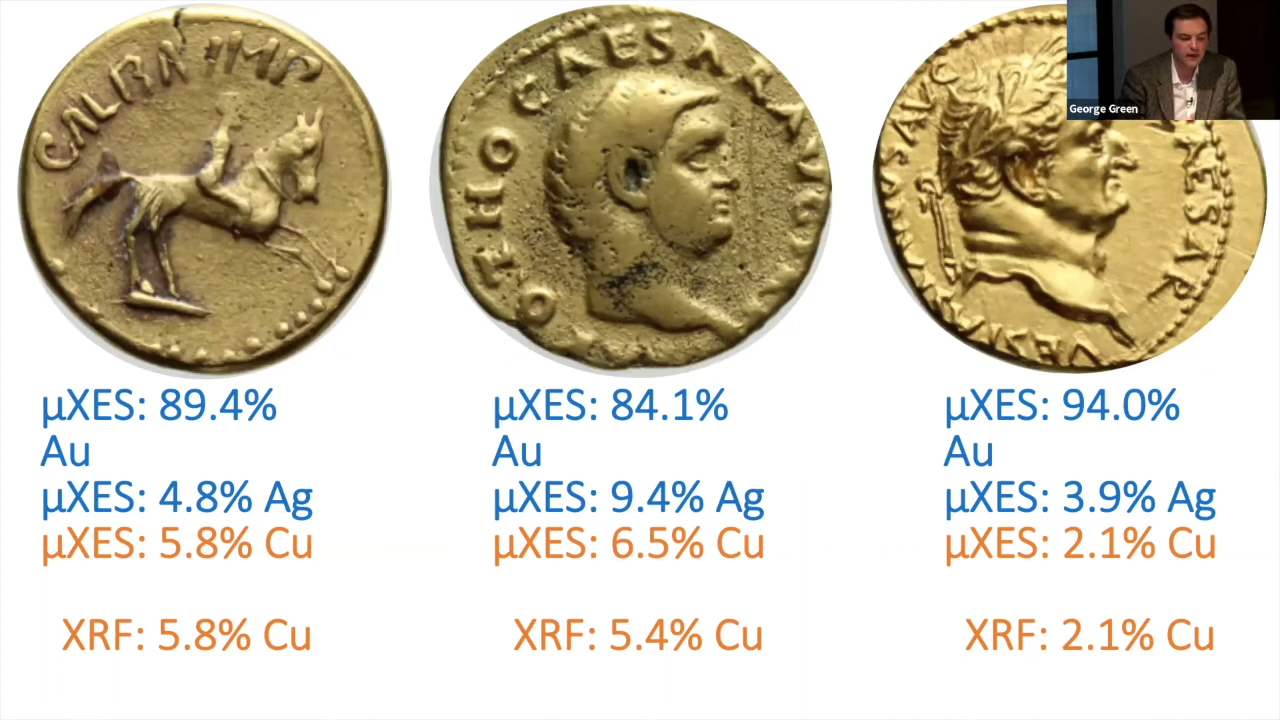 GALBA IMP
OTHO CAESAR AVG
VESPASIANVS
CAESAR
George Green
μXES: 89.4%
Au
μXES: 4.8% Ag
μXES: 5.8% Cu
XRF: 5.8% Cu
μXES: 84.1%
Au
μXES: 9.4% Ag
μXES: 6.5% Cu
XRF: 5.4% Cu
μXES: 94.0%
Au
μXES: 3.9% Ag
μXES: 2.1% Cu
XRF: 2.1% Cu